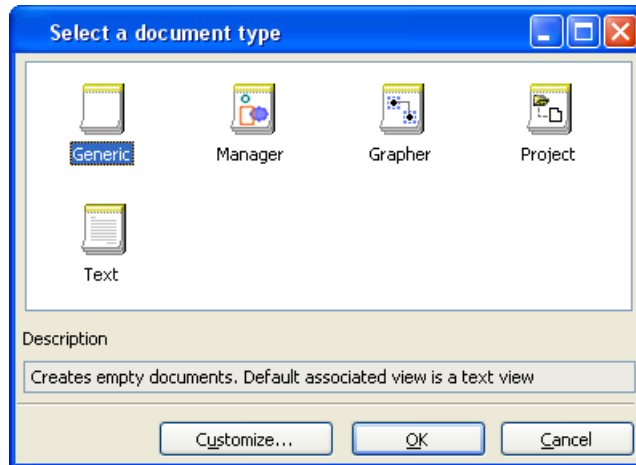 Select a document type
Generic Manager Grapher Project
Text
Description
Creates empty documents. Default associated view is a text view
Customize... OK Cancel